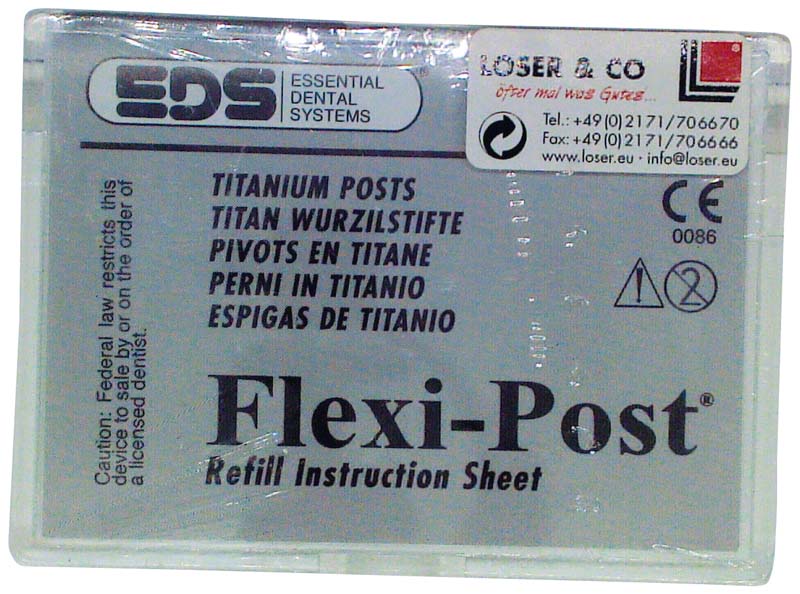 EDS
ESSENTIAL
DENTAL
SYSTEMS
®
LOSER & CO
öfter mal was Gutes...
Tel.: +49(0)2171/706670
Fax: +49(0)2171/706666
www.loser.eu · info@loser.eu
TITANIUM POSTS
TITAN WURZILSTIFTE
PIVOTS EN TITANE
PERNI IN TITANIO
ESPIGAS DE TITANIO
CE
0086
2
Caution: Federal law restricts this
device to sale by or on the order of
a licensed dentist.
Flexi-Post®
Refill Instruction Sheet